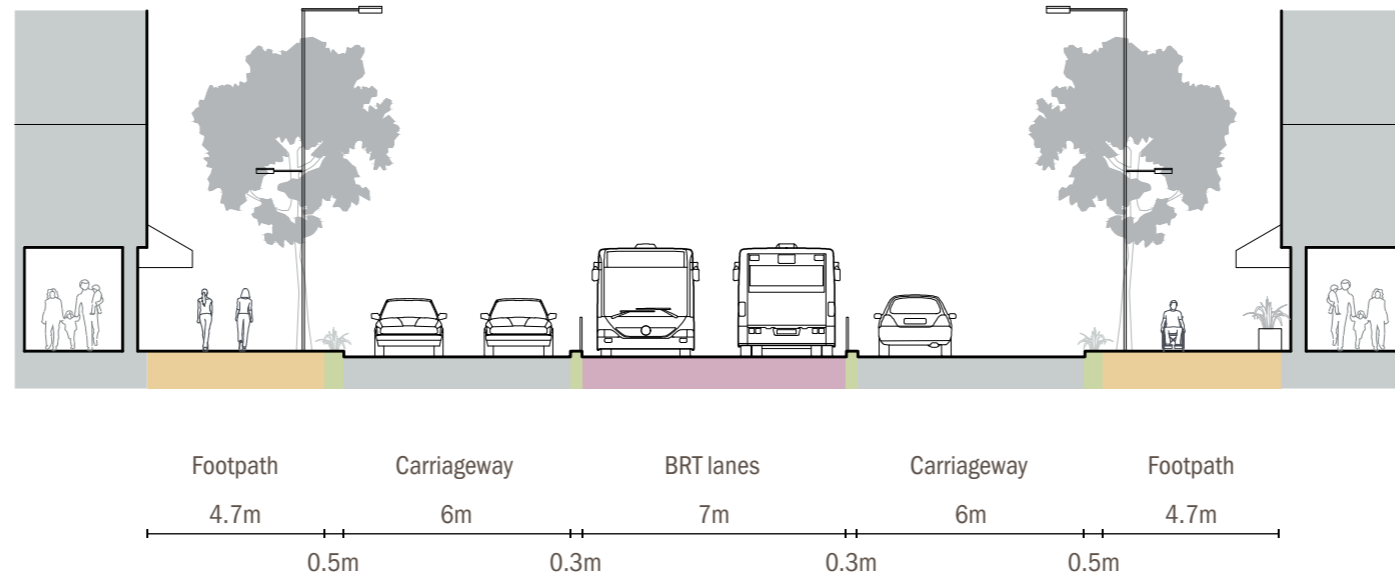 Footpath Carriageway BRT lanes Carriageway Footpath
4.7m 6m 7m 6m 4.7m
0.5m 0.3m 0.3m 0.5m